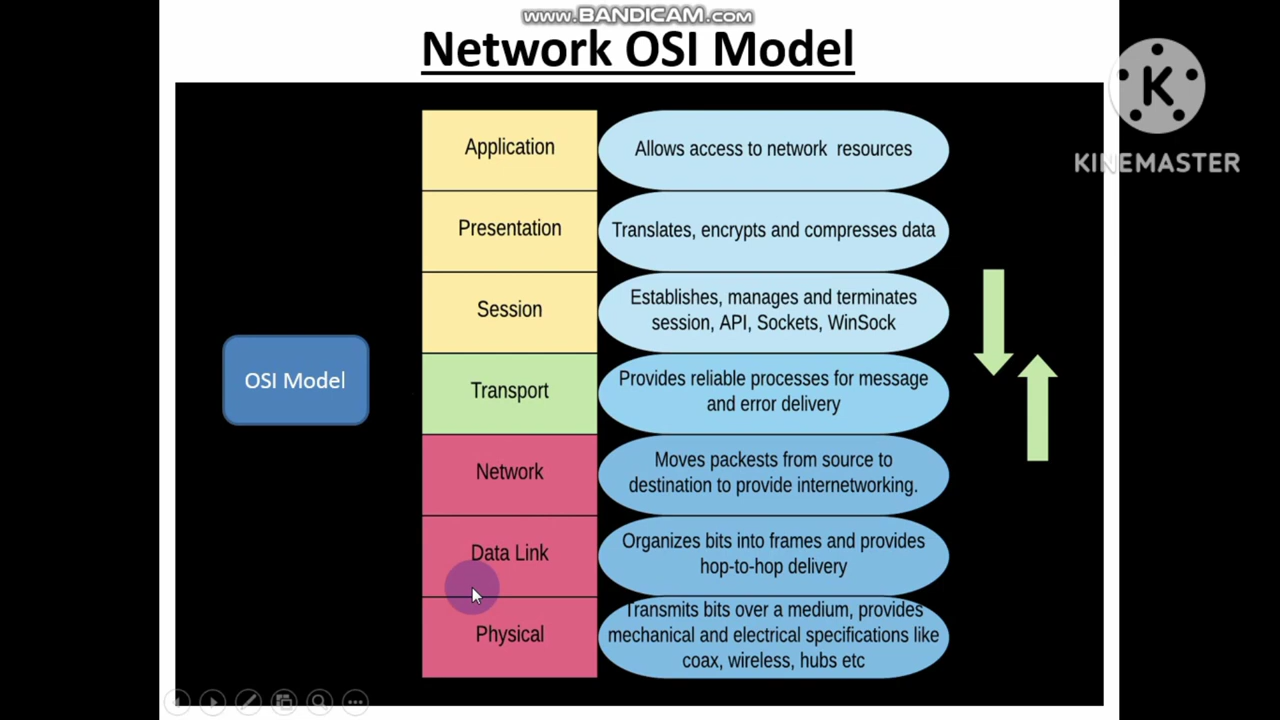 www.BANDICAM.com
Network OSI Model
K
KINEMASTER
OSI Model
Application
Allows access to network resources
Presentation
Translates, encrypts and compresses data
Session
Establishes, manages and terminates
session, API, Sockets, WinSock
Transport
Provides reliable processes for message
and error delivery
Network
Moves packests from source to
destination to provide internetworking.
Data Link
Organizes bits into frames and provides
hop-to-hop delivery
Physical
Transmits bits over a medium, provides
mechanical and electrical specifications like
coax, wireless, hubs etc